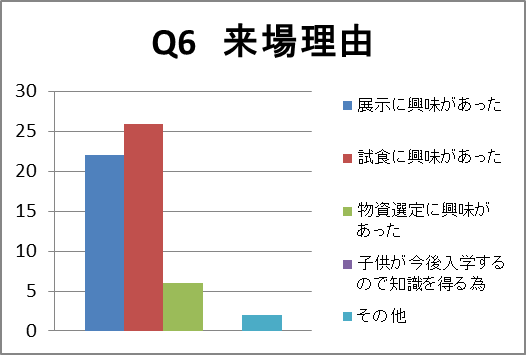 Q6 来場理由
30
25
20
15
10
5
0
展示に興味があった
試食に興味があった
物資選定に興味が
あった
子供が今後入学する
ので知識を得る為
その他